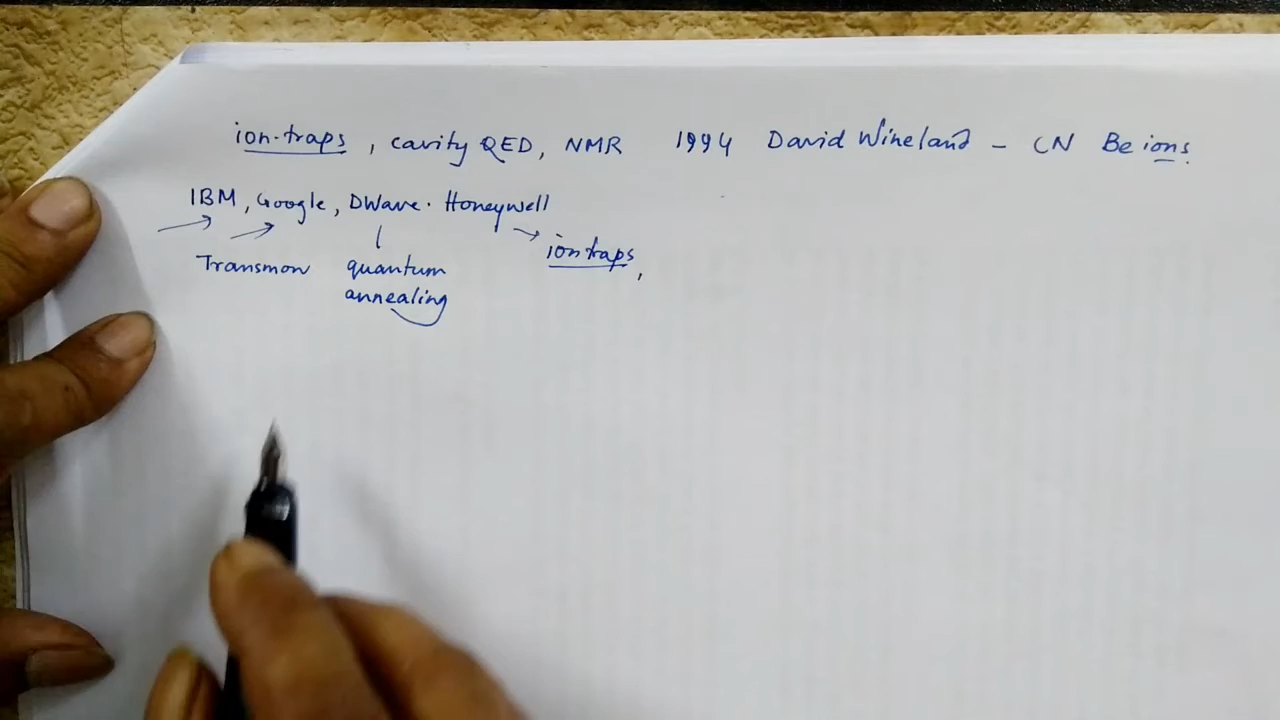 ion-traps, cavity QED, NMR 1994 David Wineland - CN Be ions.
IBM, Google, DWave. Honeywell
ion traps,
Transmon quantum
annealing